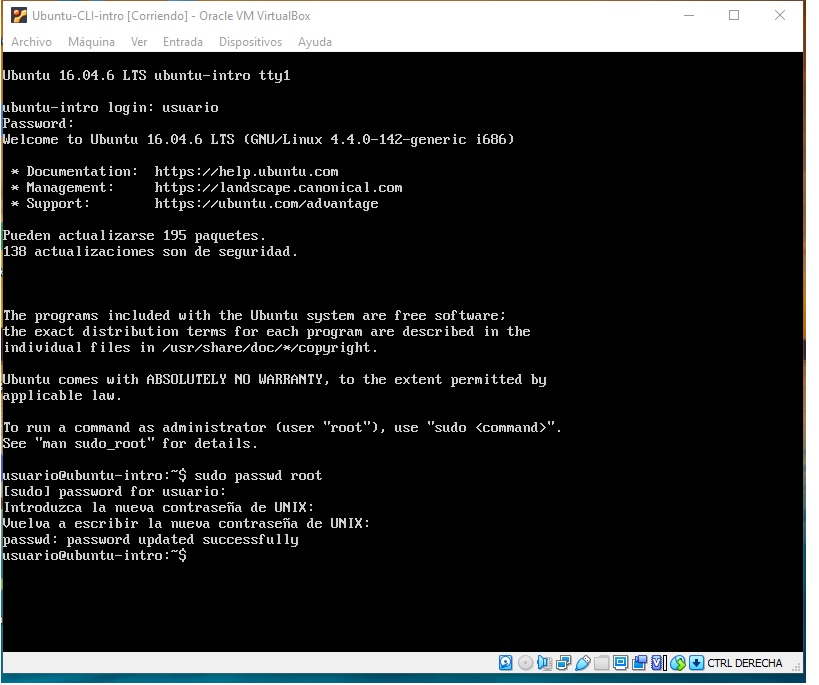 Ubuntu-CLI-intro [Corriendo] - Oracle VM VirtualBox
Archivo Máquina Ver Entrada Dispositivos Ayuda
Ubuntu 16.04.6 LTS ubuntu-intro tty1
ubuntu-intro login: usuario
Password:
Welcome to Ubuntu 16.04.6 LTS (GNU/Linux 4.4.0-142-generic i686)
* Documentation: https://help.ubuntu.com
* Management: https://landscape.canonical.com
* Support: https://ubuntu.com/advantage
Pueden actualizarse 195 paquetes.
138 actualizaciones son de seguridad.
The programs included with the Ubuntu system are free software;
the exact distribution terms for each program are described in the
individual files in /usr/share/doc/*/copyright.
Ubuntu comes with ABSOLUTELY NO WARRANTY, to the extent permitted by
applicable law.
To run a command as administrator (user "root"), use "sudo <command>".
See "man sudo_root" for details.
usuario@ubuntu-intro:~$ sudo passwd root
[sudo] password for usuario:
Introduzca la nueva contraseña de UNIX:
Vuelva a escribir la nueva contraseña de UNIX:
passwd: password updated successfully
usuario@ubuntu-intro:~$
CTRL DERECHA